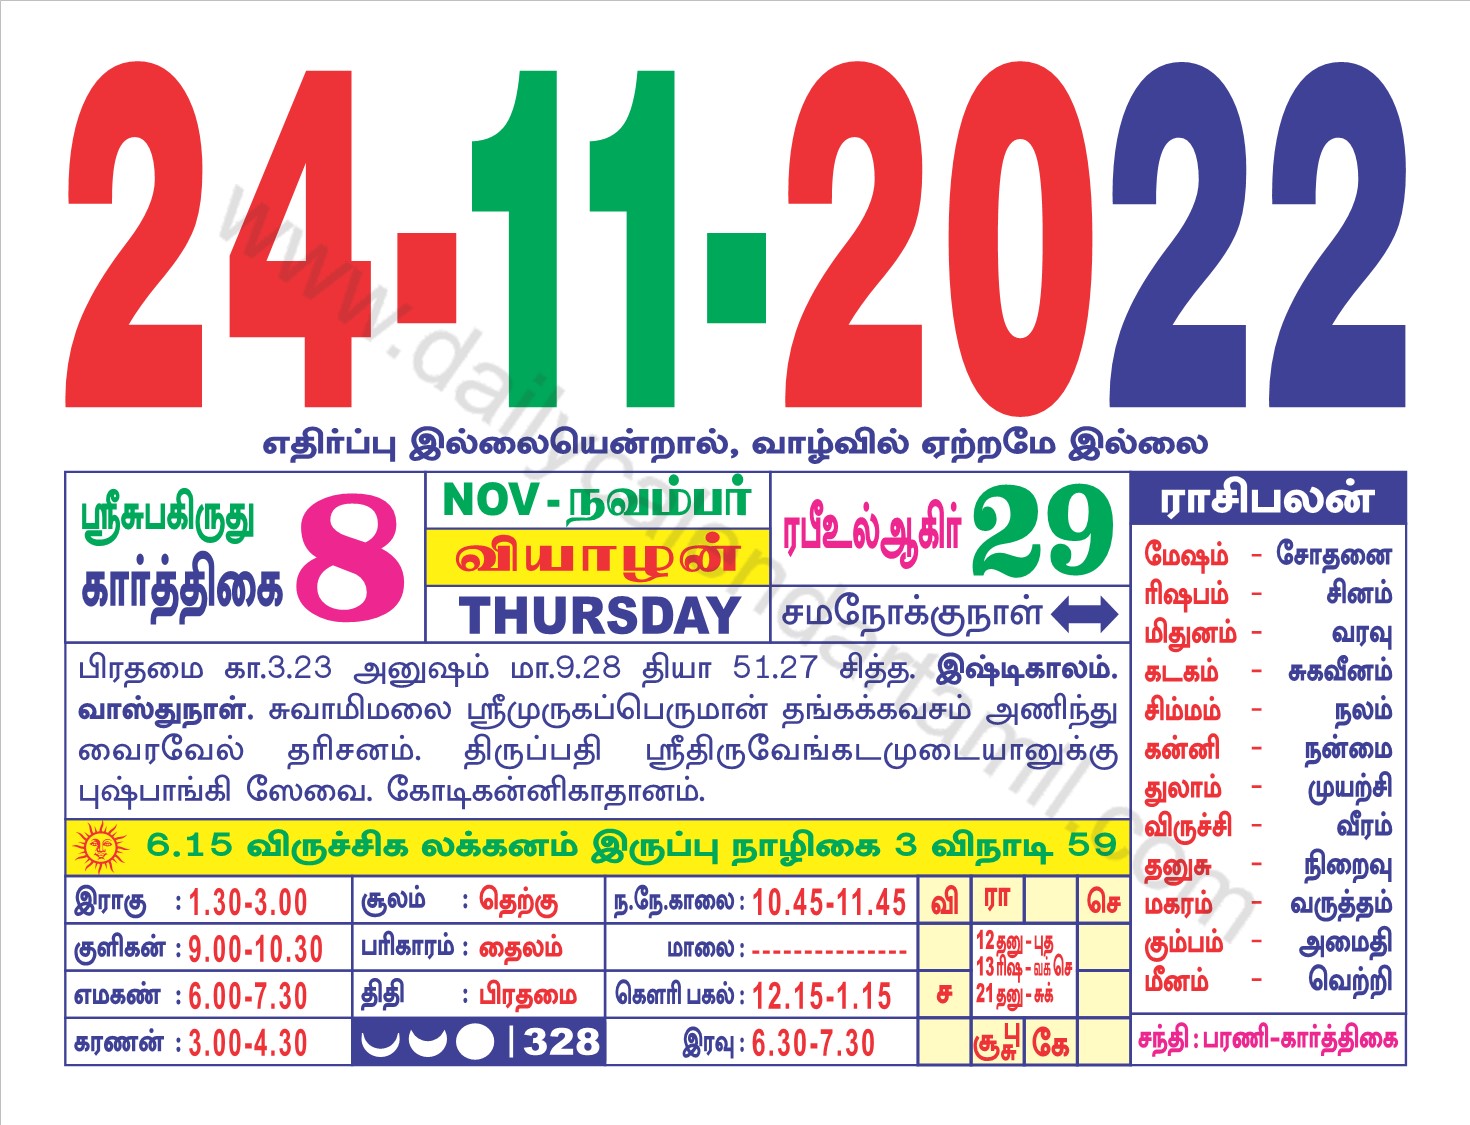 24-11-2022
எதிர்ப்பு இல்லையென்றால், வாழ்வில் ஏற்றமே இல்லை
ஸ்ரீசுபகிருது
கார்த்திகை 8
NOV - நவம்பர்
வியாழன்
THURSDAY
ரபீஉல்ஆகிர் 29
சமநோக்குநாள்
பிரதமை கா.3.23 அனுஷம் மா.9.28 தியா 51.27 சித்த. இஷ்டிகாலம்.
வாஸ்துநாள். சுவாமிமலை ஸ்ரீமுருகப்பெருமான் தங்கக்கவசம் அணிந்து
வைரவேல் தரிசனம். திருப்பதி ஸ்ரீதிருவேங்கடமுடையானுக்கு
புஷ்பாங்கி ஸேவை. கோடிகன்னிகாதானம்.
6.15 விருச்சிக லக்கனம் இருப்பு நாழிகை 3 விநாடி 59
இராகு : 1.30-3.00
குளிகன் : 9.00-10.30
எமகண் : 6.00-7.30
கரணன் : 3.00-4.30
சூலம் : தெற்கு
பரிகாரம் : தைலம்
திதி : பிரதமை
328
ந.நே.காலை : 10.45-11.45
மாலை : --------------
கௌரி பகல் : 12.15-1.15
இரவு : 6.30-7.30
வி ரா செ
12தனு - புத
13ரிஷ - வக் செ
21தனு - சுக்
ச
சூ பு சு கே
ராசிபலன்
மேஷம் - சோதனை
ரிஷபம் - சினம்
மிதுனம் - வரவு
கடகம் - சுகவீனம்
சிம்மம் - நலம்
கன்னி - நன்மை
துலாம் - முயற்சி
விருச்சி - வீரம்
தனுசு - நிறைவு
மகரம் - வருத்தம்
கும்பம் - அமைதி
மீனம் - வெற்றி
சந்தி : பரணி-கார்த்திகை
www.dailycalendartamil.com